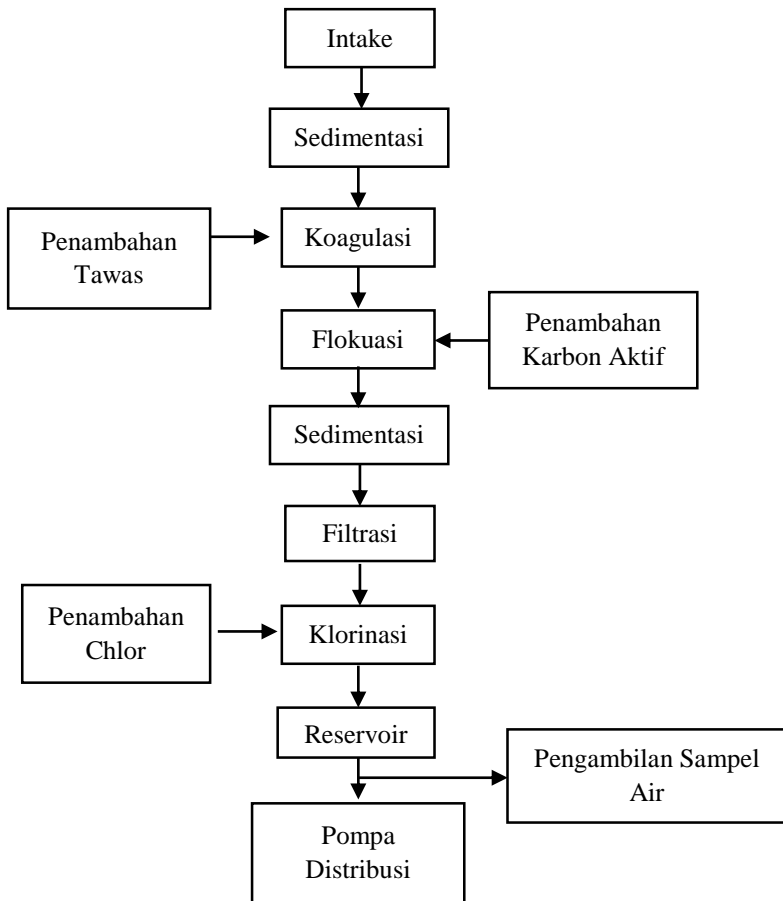 Intake
Sedimentasi
Penambahan
Tawas
Koagulasi
Flokuasi
Penambahan
Karbon Aktif
Sedimentasi
Filtrasi
Penambahan
Chlor
Klorinasi
Reservoir
Pengambilan Sampel
Air
Pompa
Distribusi